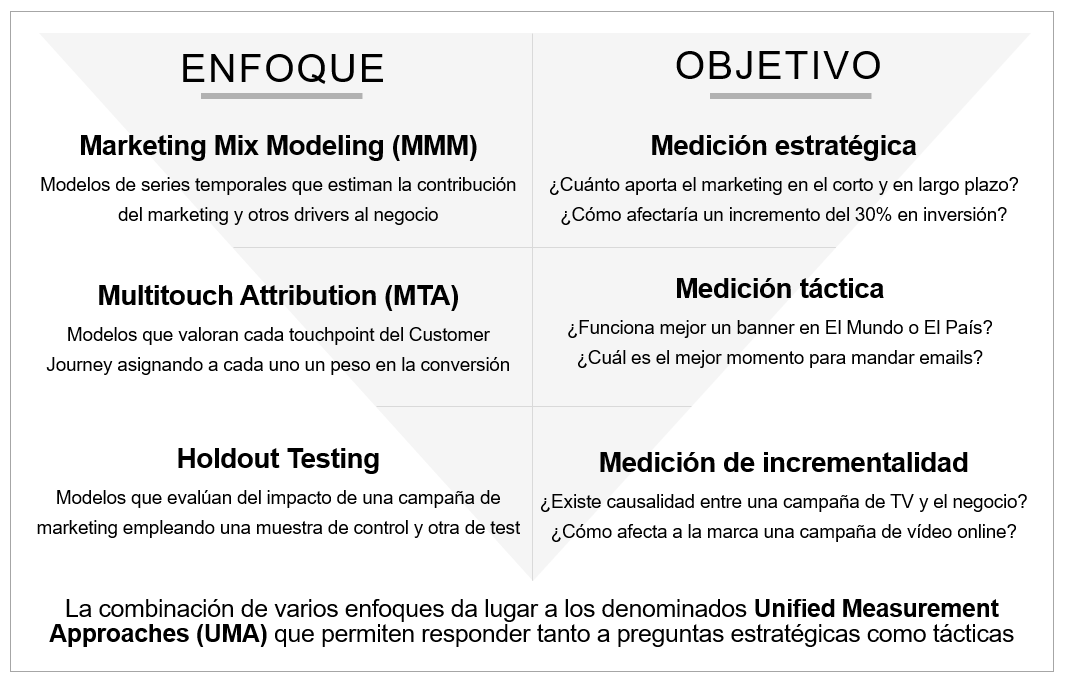 ENFOQUE
OBJETIVO
Marketing Mix Modeling (MMM)
Modelos de series temporales que estiman la contribución
del marketing y otros drivers al negocio
Medición estratégica
¿Cuánto aporta el marketing en el corto y en largo plazo?
¿Cómo afectaría un incremento del 30% en inversión?
Multitouch Attribution (MTA)
Modelos que valoran cada touchpoint del Customer
Journey asignando a cada uno un peso en la conversión
Medición táctica
¿Funciona mejor un banner en El Mundo o El País?
¿Cuál es el mejor momento para mandar emails?
Holdout Testing
Modelos que evalúan del impacto de una campaña de
marketing empleando una muestra de control y otra de test
Medición de incrementalidad
¿Existe causalidad entre una campaña de TV y el negocio?
¿Cómo afecta a la marca una campaña de vídeo online?
La combinación de varios enfoques da lugar a los denominados Unified Measurement
Approaches (UMA) que permiten responder tanto a preguntas estratégicas como tácticas